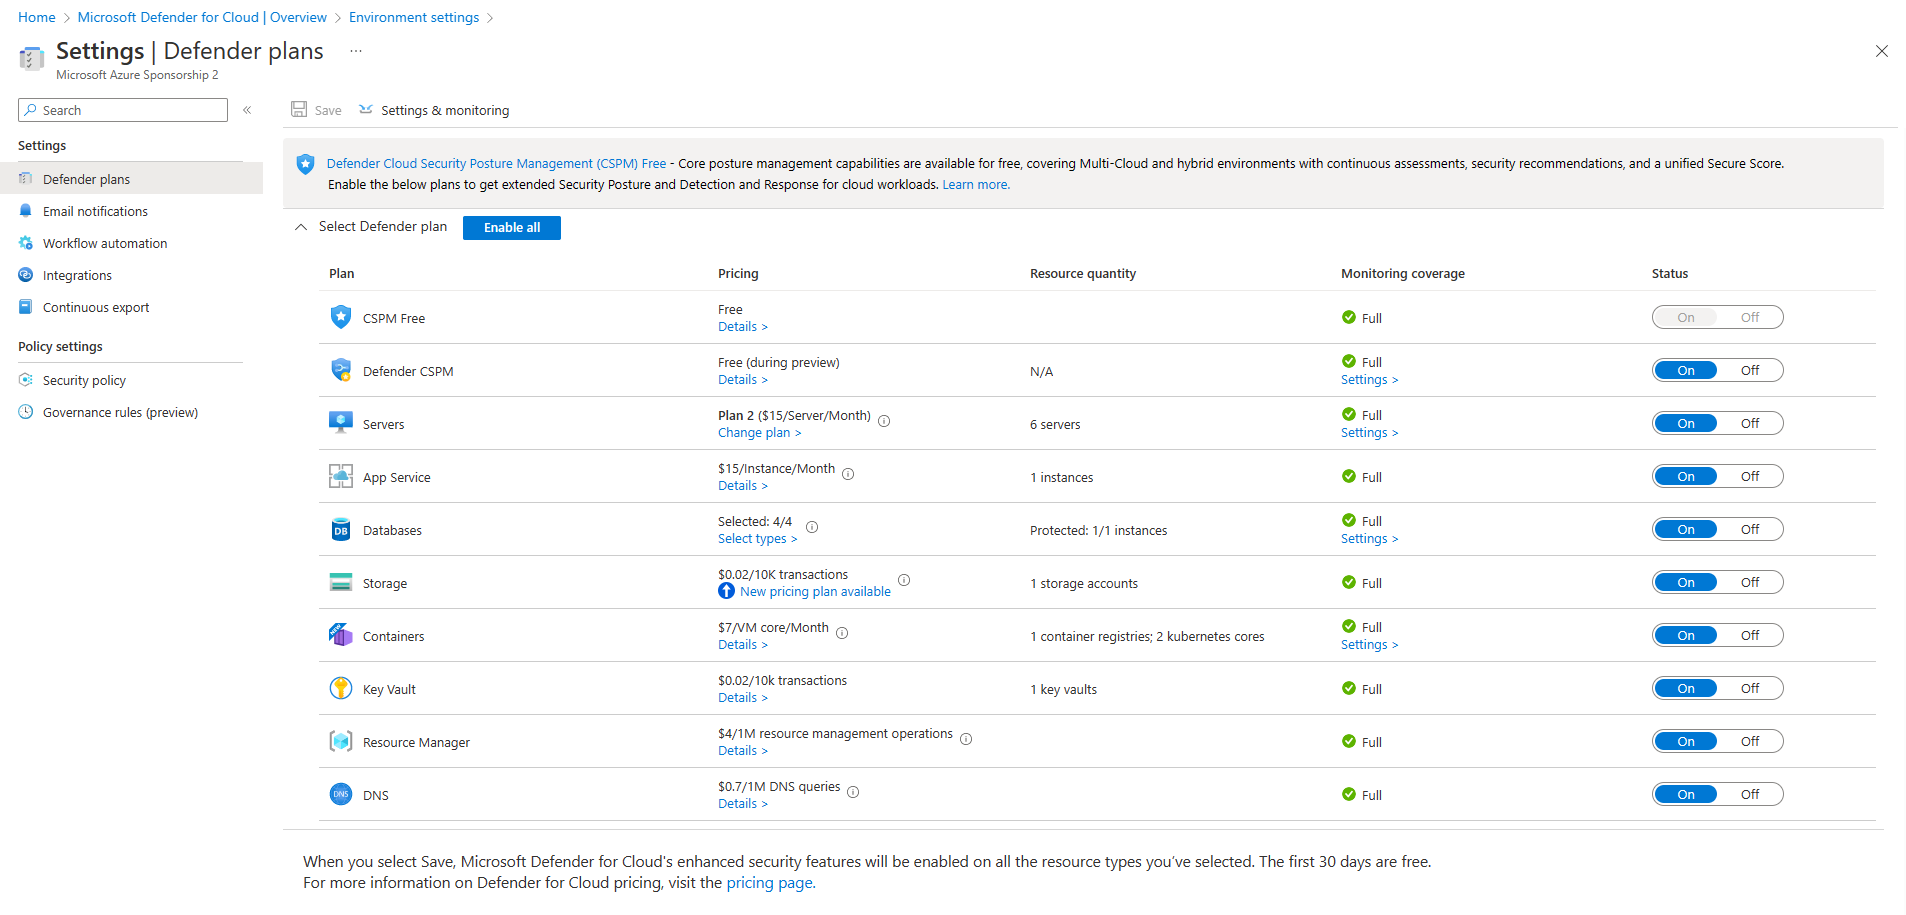 Home > Microsoft Defender for Cloud | Overview > Environment settings >
Settings | Defender plans ...
Microsoft Azure Sponsorship 2
Search «
Settings
Defender plans
Email notifications
Workflow automation
Integrations
Continuous export
Policy settings
Security policy
Governance rules (preview)
Save Settings & monitoring
Defender Cloud Security Posture Management (CSPM) Free - Core posture management capabilities are available for free, covering Multi-Cloud and hybrid environments with continuous assessments, security recommendations, and a unified Secure Score.
Enable the below plans to get extended Security Posture and Detection and Response for cloud workloads. Learn more.
Select Defender plan Enable all
Plan Pricing Resource quantity Monitoring coverage Status
CSPM Free Free Full On Off
Details >
Defender CSPM Free (during preview) N/A Full On Off
Details > Settings >
Servers Plan 2 ($15/Server/Month) 6 servers Full On Off
Change plan > Settings >
App Service $15/Instance/Month 1 instances Full On Off
Details >
DB Databases Selected: 4/4 Protected: 1/1 instances Full On Off
Select types > Settings >
Storage $0.02/10K transactions 1 storage accounts Full On Off
New pricing plan available
NEW Containers $7/VM core/Month 1 container registries; 2 kubernetes cores Full On Off
Details > Settings >
Key Vault $0.02/10k transactions 1 key vaults Full On Off
Details >
Resource Manager $4/1M resource management operations Full On Off
Details >
DNS DNS $0.7/1M DNS queries Full On Off
Details >
When you select Save, Microsoft Defender for Cloud's enhanced security features will be enabled on all the resource types you've selected. The first 30 days are free.
For more information on Defender for Cloud pricing, visit the pricing page.